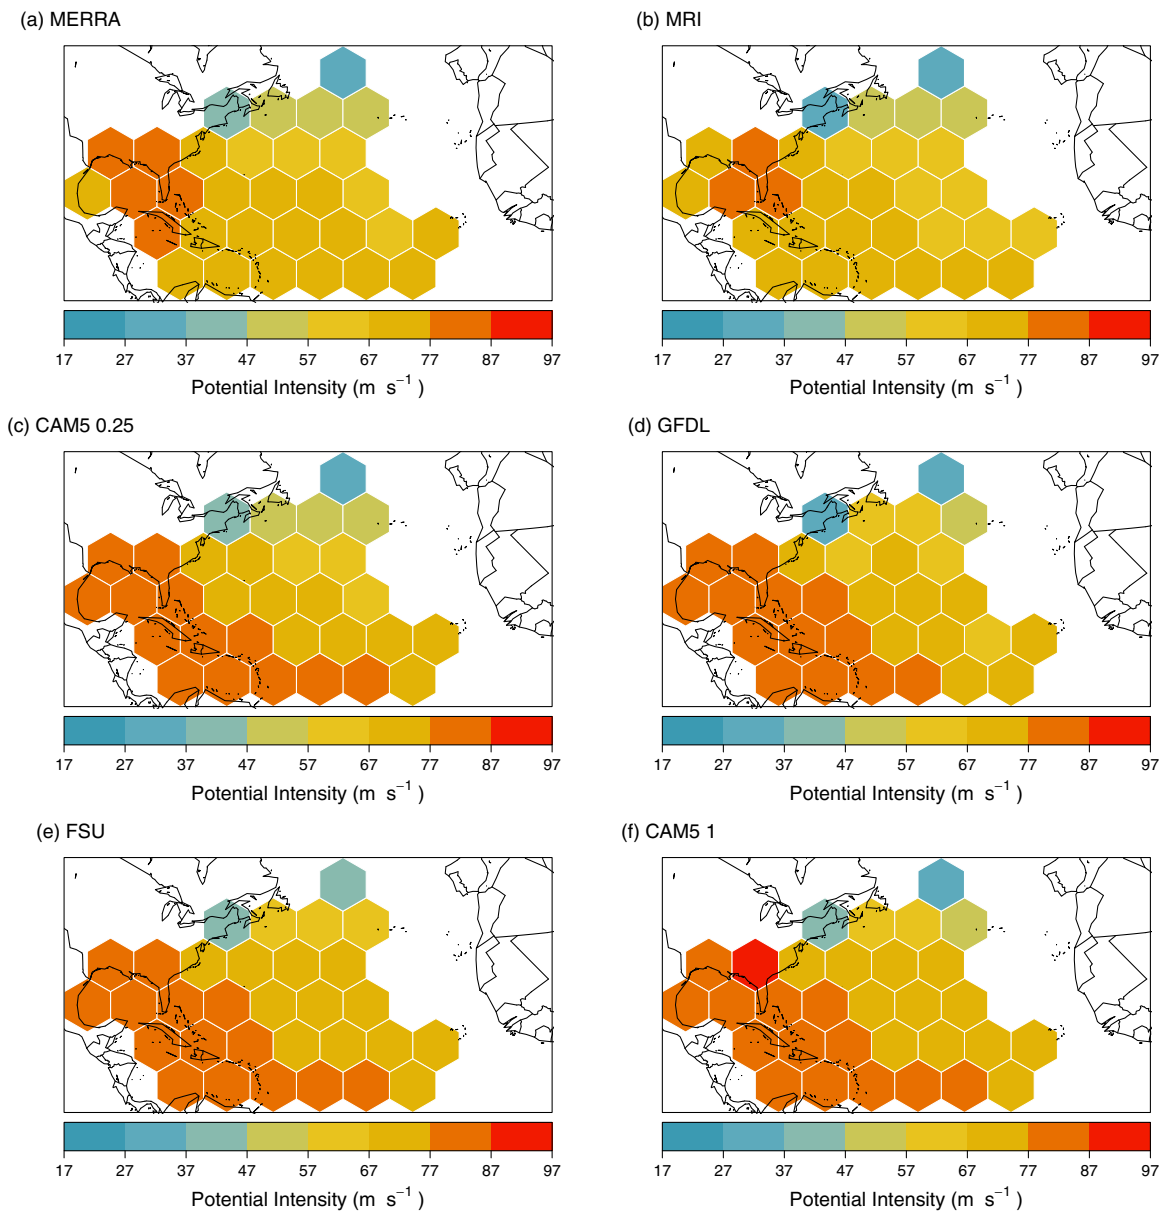 (a) MERRA
(b) MRI
17 27 37 47 57 67 77 87 97
17 27 37 47 57 67 77 87 97
Potential Intensity (m s⁻¹ )
Potential Intensity (m s⁻¹ )
(c) CAM5 0.25
(d) GFDL
17 27 37 47 57 67 77 87 97
17 27 37 47 57 67 77 87 97
Potential Intensity (m s⁻¹ )
Potential Intensity (m s⁻¹ )
(e) FSU
(f) CAM5 1
17 27 37 47 57 67 77 87 97
17 27 37 47 57 67 77 87 97
Potential Intensity (m s⁻¹ )
Potential Intensity (m s⁻¹ )